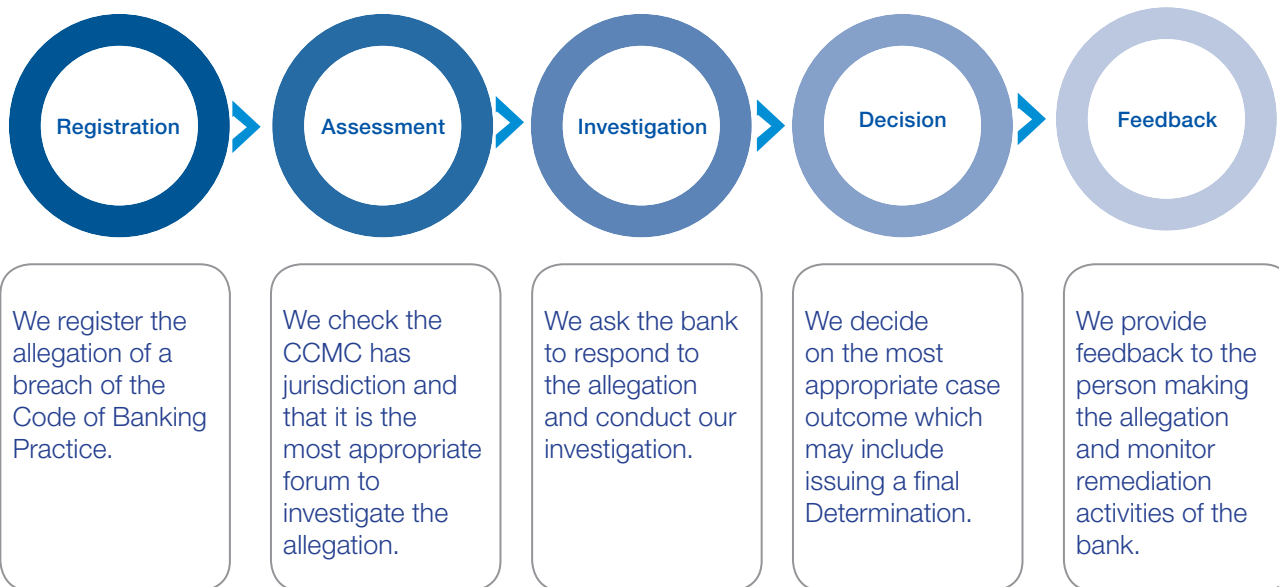 Registration
Assessment
Investigation
Decision
Feedback
We register the
allegation of a
breach of the
Code of Banking
Practice.
We check the
CCMC has
jurisdiction and
that it is the
most appropriate
forum to
investigate the
allegation.
We ask the bank
to respond to
the allegation
and conduct our
investigation.
We decide
on the most
appropriate case
outcome which
may include
issuing a final
Determination.
We provide
feedback to the
person making
the allegation
and monitor
remediation
activities of the
bank.